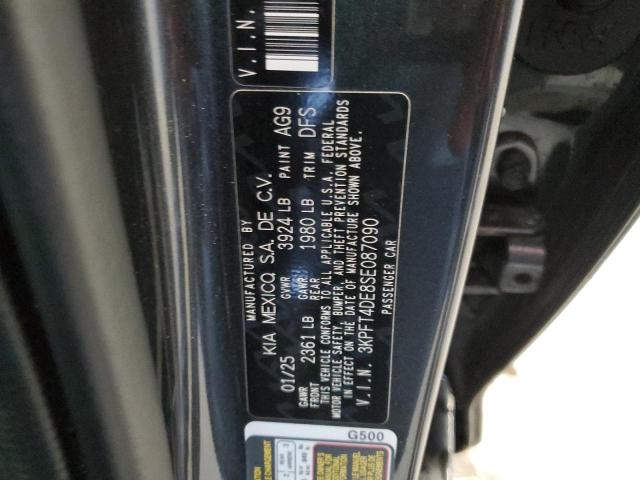 V.I.N.
MANUFACTURED BY
KIA MEXICO, S.A. DE C.V.
01/25 GVWR 3924 LB PAINT AG9
GAWR FRONT 2361 LB GAWR REAR 1980 LB TRIM DFS
THIS VEHICLE CONFORMS TO ALL APPLICABLE U.S.A. FEDERAL
MOTOR VEHICLE SAFETY, BUMPER, AND THEFT PREVENTION STANDARDS
IN EFFECT ON THE DATE OF MANUFACTURE SHOWN ABOVE.
V.I.N. 3KPFT4DE8SE087090
PASSENGER CAR
G500